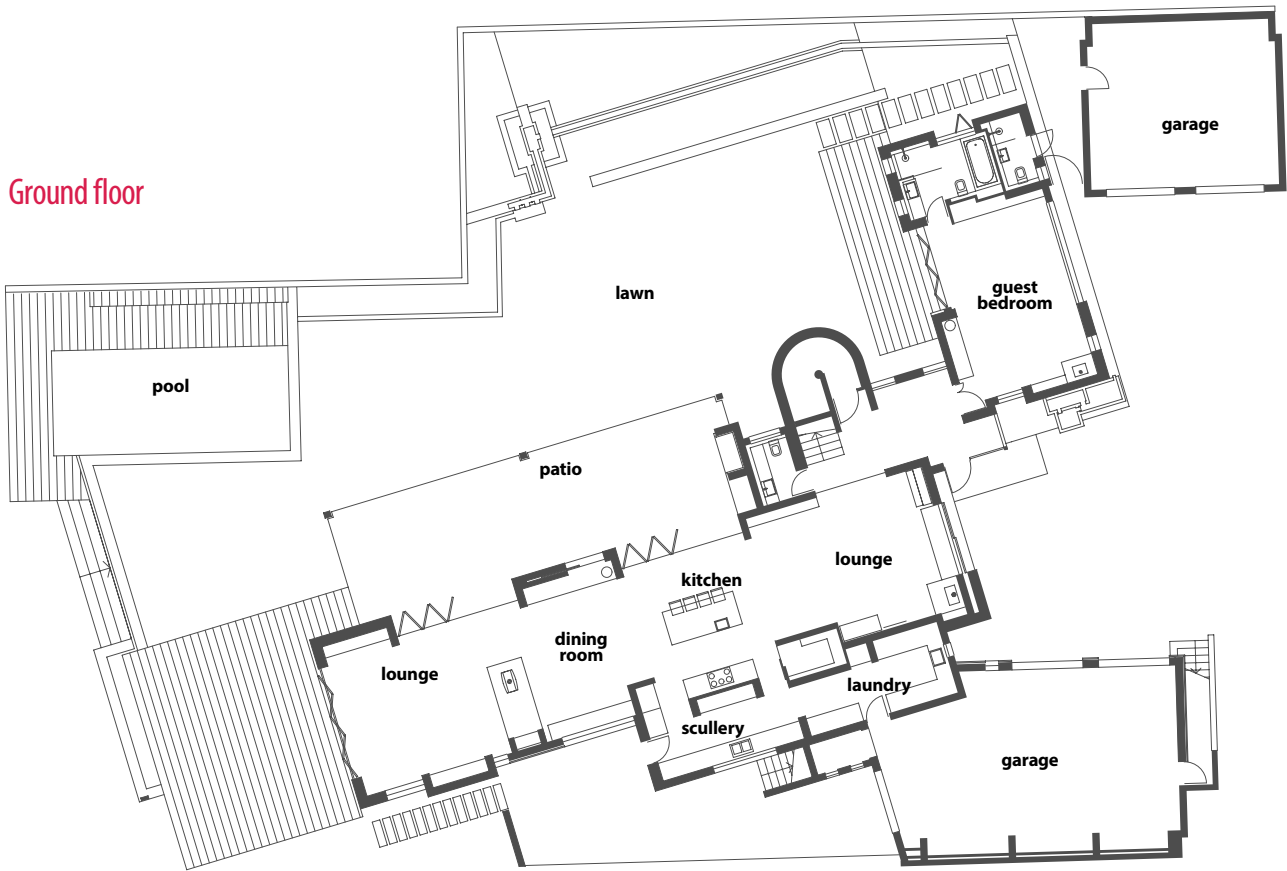 Ground floor
garage
lawn
guest
bedroom
pool
patio
kitchen
lounge
dining
room
lounge
laundry
scullery
garage